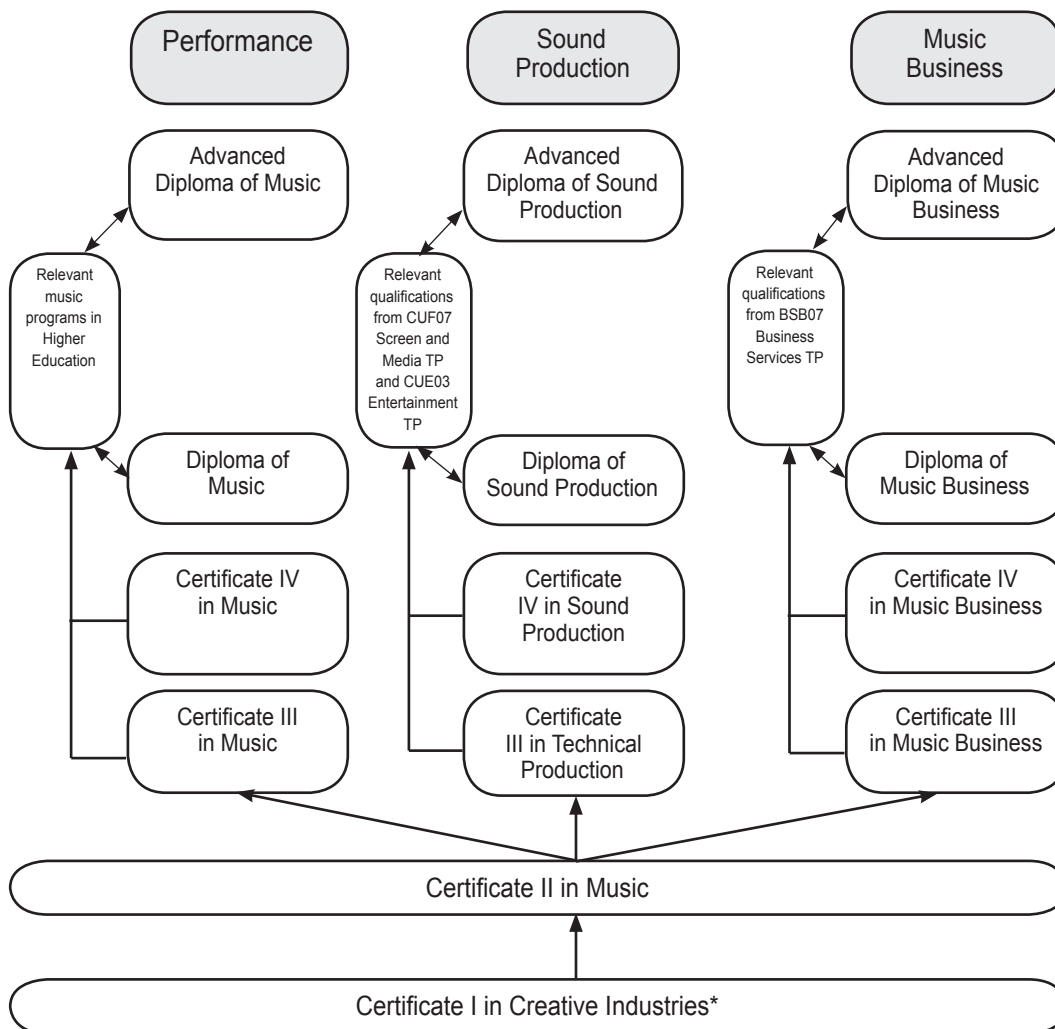 Performance
Sound
Production
Music
Business
Advanced
Diploma of Music
Advanced
Diploma of Sound
Production
Advanced
Diploma of Music
Business
Relevant
music
programs in
Higher
Education
Relevant
qualifications
from CUF07
Screen and
Media TP
and CUE03
Entertainment
TP
Relevant
qualifications
from BSB07
Business
Services TP
Diploma of
Music
Diploma of
Sound Production
Diploma of
Music Business
Certificate IV
in Music
Certificate
IV in Sound
Production
Certificate IV
in Music Business
Certificate III
in Music
Certificate
III in Technical
Production
Certificate III
in Music Business
Certificate II in Music
Certificate I in Creative Industries*